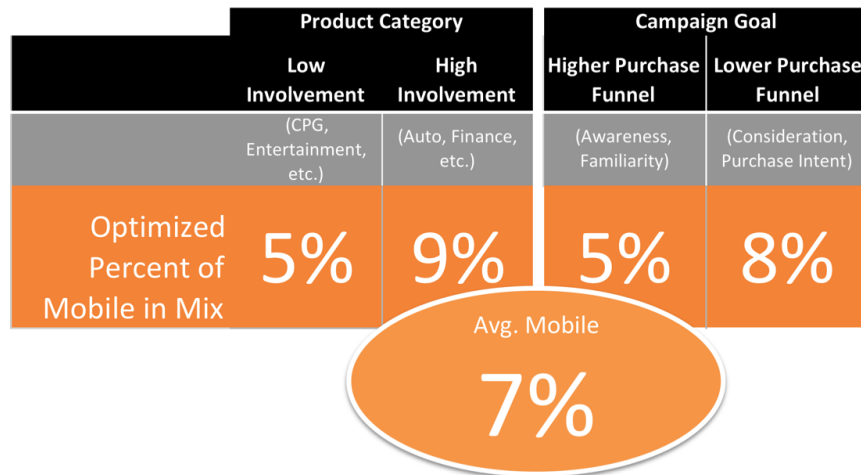 Product Category
Campaign Goal
Low
Involvement
High
Involvement
Higher Purchase
Funnel
Lower Purchase
Funnel
(CPG,
Entertainment,
etc.)
(Auto, Finance,
etc.)
(Awareness,
Familiarity)
(Consideration,
Purchase Intent)
Optimized
Percent of
Mobile in Mix
5%
9%
5%
8%
Avg. Mobile
7%